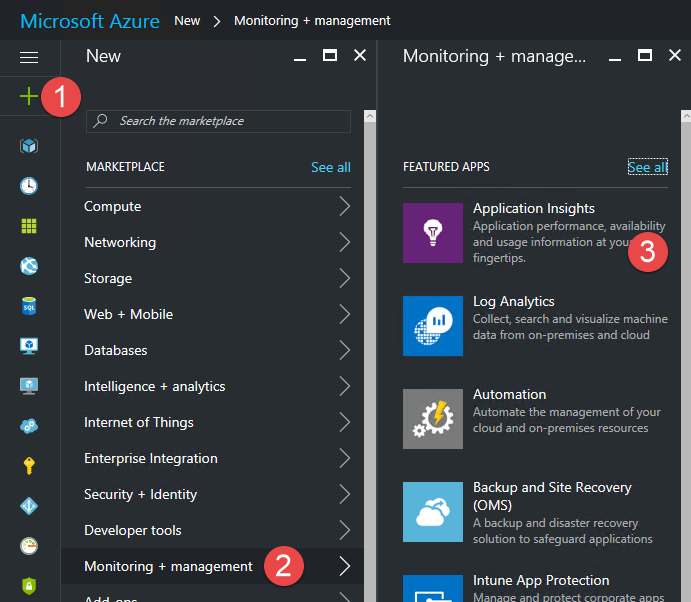 Microsoft Azure New > Monitoring + management
New
Monitoring + manage...
1
Search the marketplace
MARKETPLACE See all
Compute
Networking
Storage
Web + Mobile
Databases
Intelligence + analytics
Internet of Things
Enterprise Integration
Security + Identity
Developer tools
Monitoring + management 2
Add-ons
SQL
FEATURED APPS See all
Application Insights
Application performance, availability
and usage information at your
fingertips.
3
Log Analytics
Collect, search and visualize machine
data from on-premises and cloud
Automation
Automate the management of your
cloud and on-premises resources
Backup and Site Recovery
(OMS)
A backup and disaster recovery
solution to safeguard applications
Intune App Protection
Manage and protect corporate apps